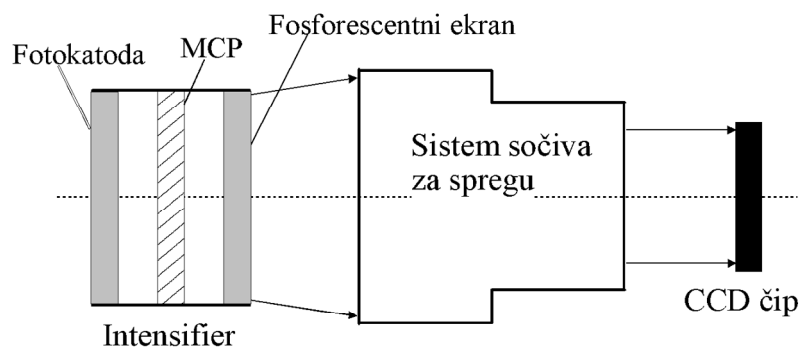 Fosforescentni ekran
MCP
Fotokatoda
Sistem sočiva
za spregu
CCD čip
Intensifier